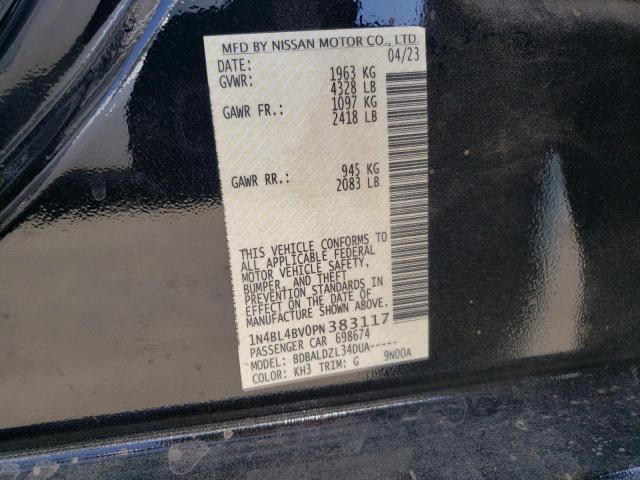 MFD BY NISSAN MOTOR CO., LTD
DATE: 04/23
GVWR: 1963 KG
4328 LB
GAWR FR.: 1097 KG
2418 LB
GAWR RR.: 945 KG
2083 LB
THIS VEHICLE CONFORMS TO
ALL APPLICABLE FEDERAL
MOTOR VEHICLE SAFETY,
BUMPER, AND THEFT
PREVENTION STANDARDS IN
EFFECT ON THE DATE OF
MANUFACTURE SHOWN ABOVE.
1N4BL4BV0PN383117
PASSENGER CAR 698674
MODEL: BDBALDZL34DUA-----
COLOR: KH3 TRIM: G 9N00A